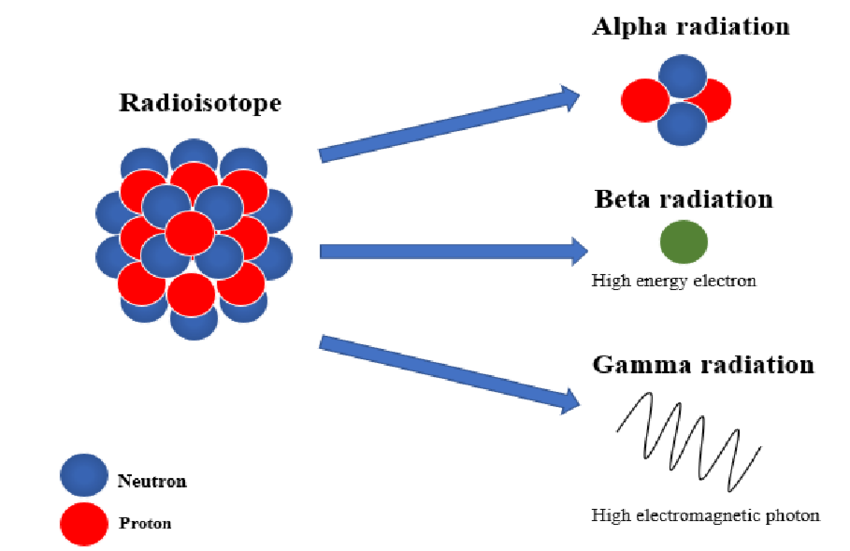 Alpha radiation
Radioisotope
Beta radiation
High energy electron
Gamma radiation
Neutron
Proton
High electromagnetic photon